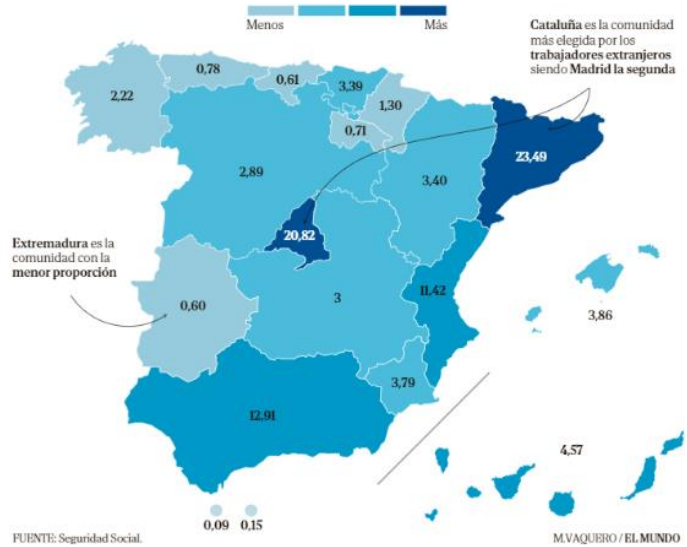 Menos Más
Cataluña es la comunidad
más elegida por los
trabajadores extranjeros
siendo Madrid la segunda
0,78
0,61
3,39
2,22
1,30
0,71
23,49
2,89
3,40
20,82
Extremadura es la
comunidad con la
menor proporción
11,42
0,60
3
3,86
3,79
12,91
4,57
0,09 0,15
FUENTE: Seguridad Social.
M.VAQUERO / EL MUNDO